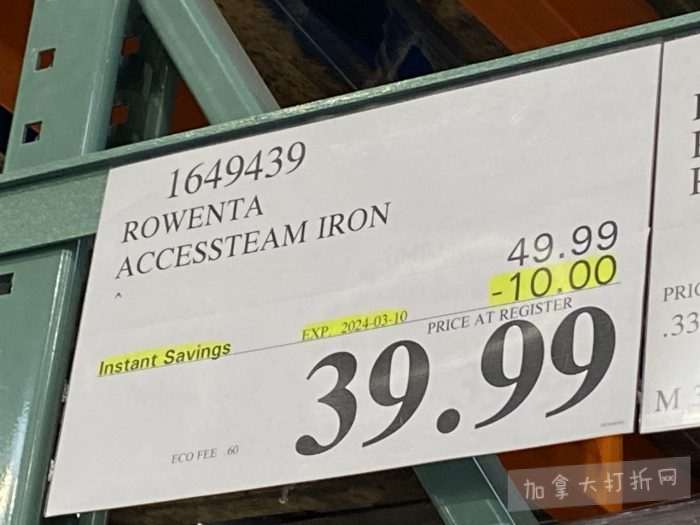 1649439
ROWENTA
ACCESSTEAM IRON
^
49.99
-10.00
Instant Savings
EXP. 2024-03-10
PRICE AT REGISTER
39.99
ECO FEE .60
PRIC
.33
M
加拿大打折网